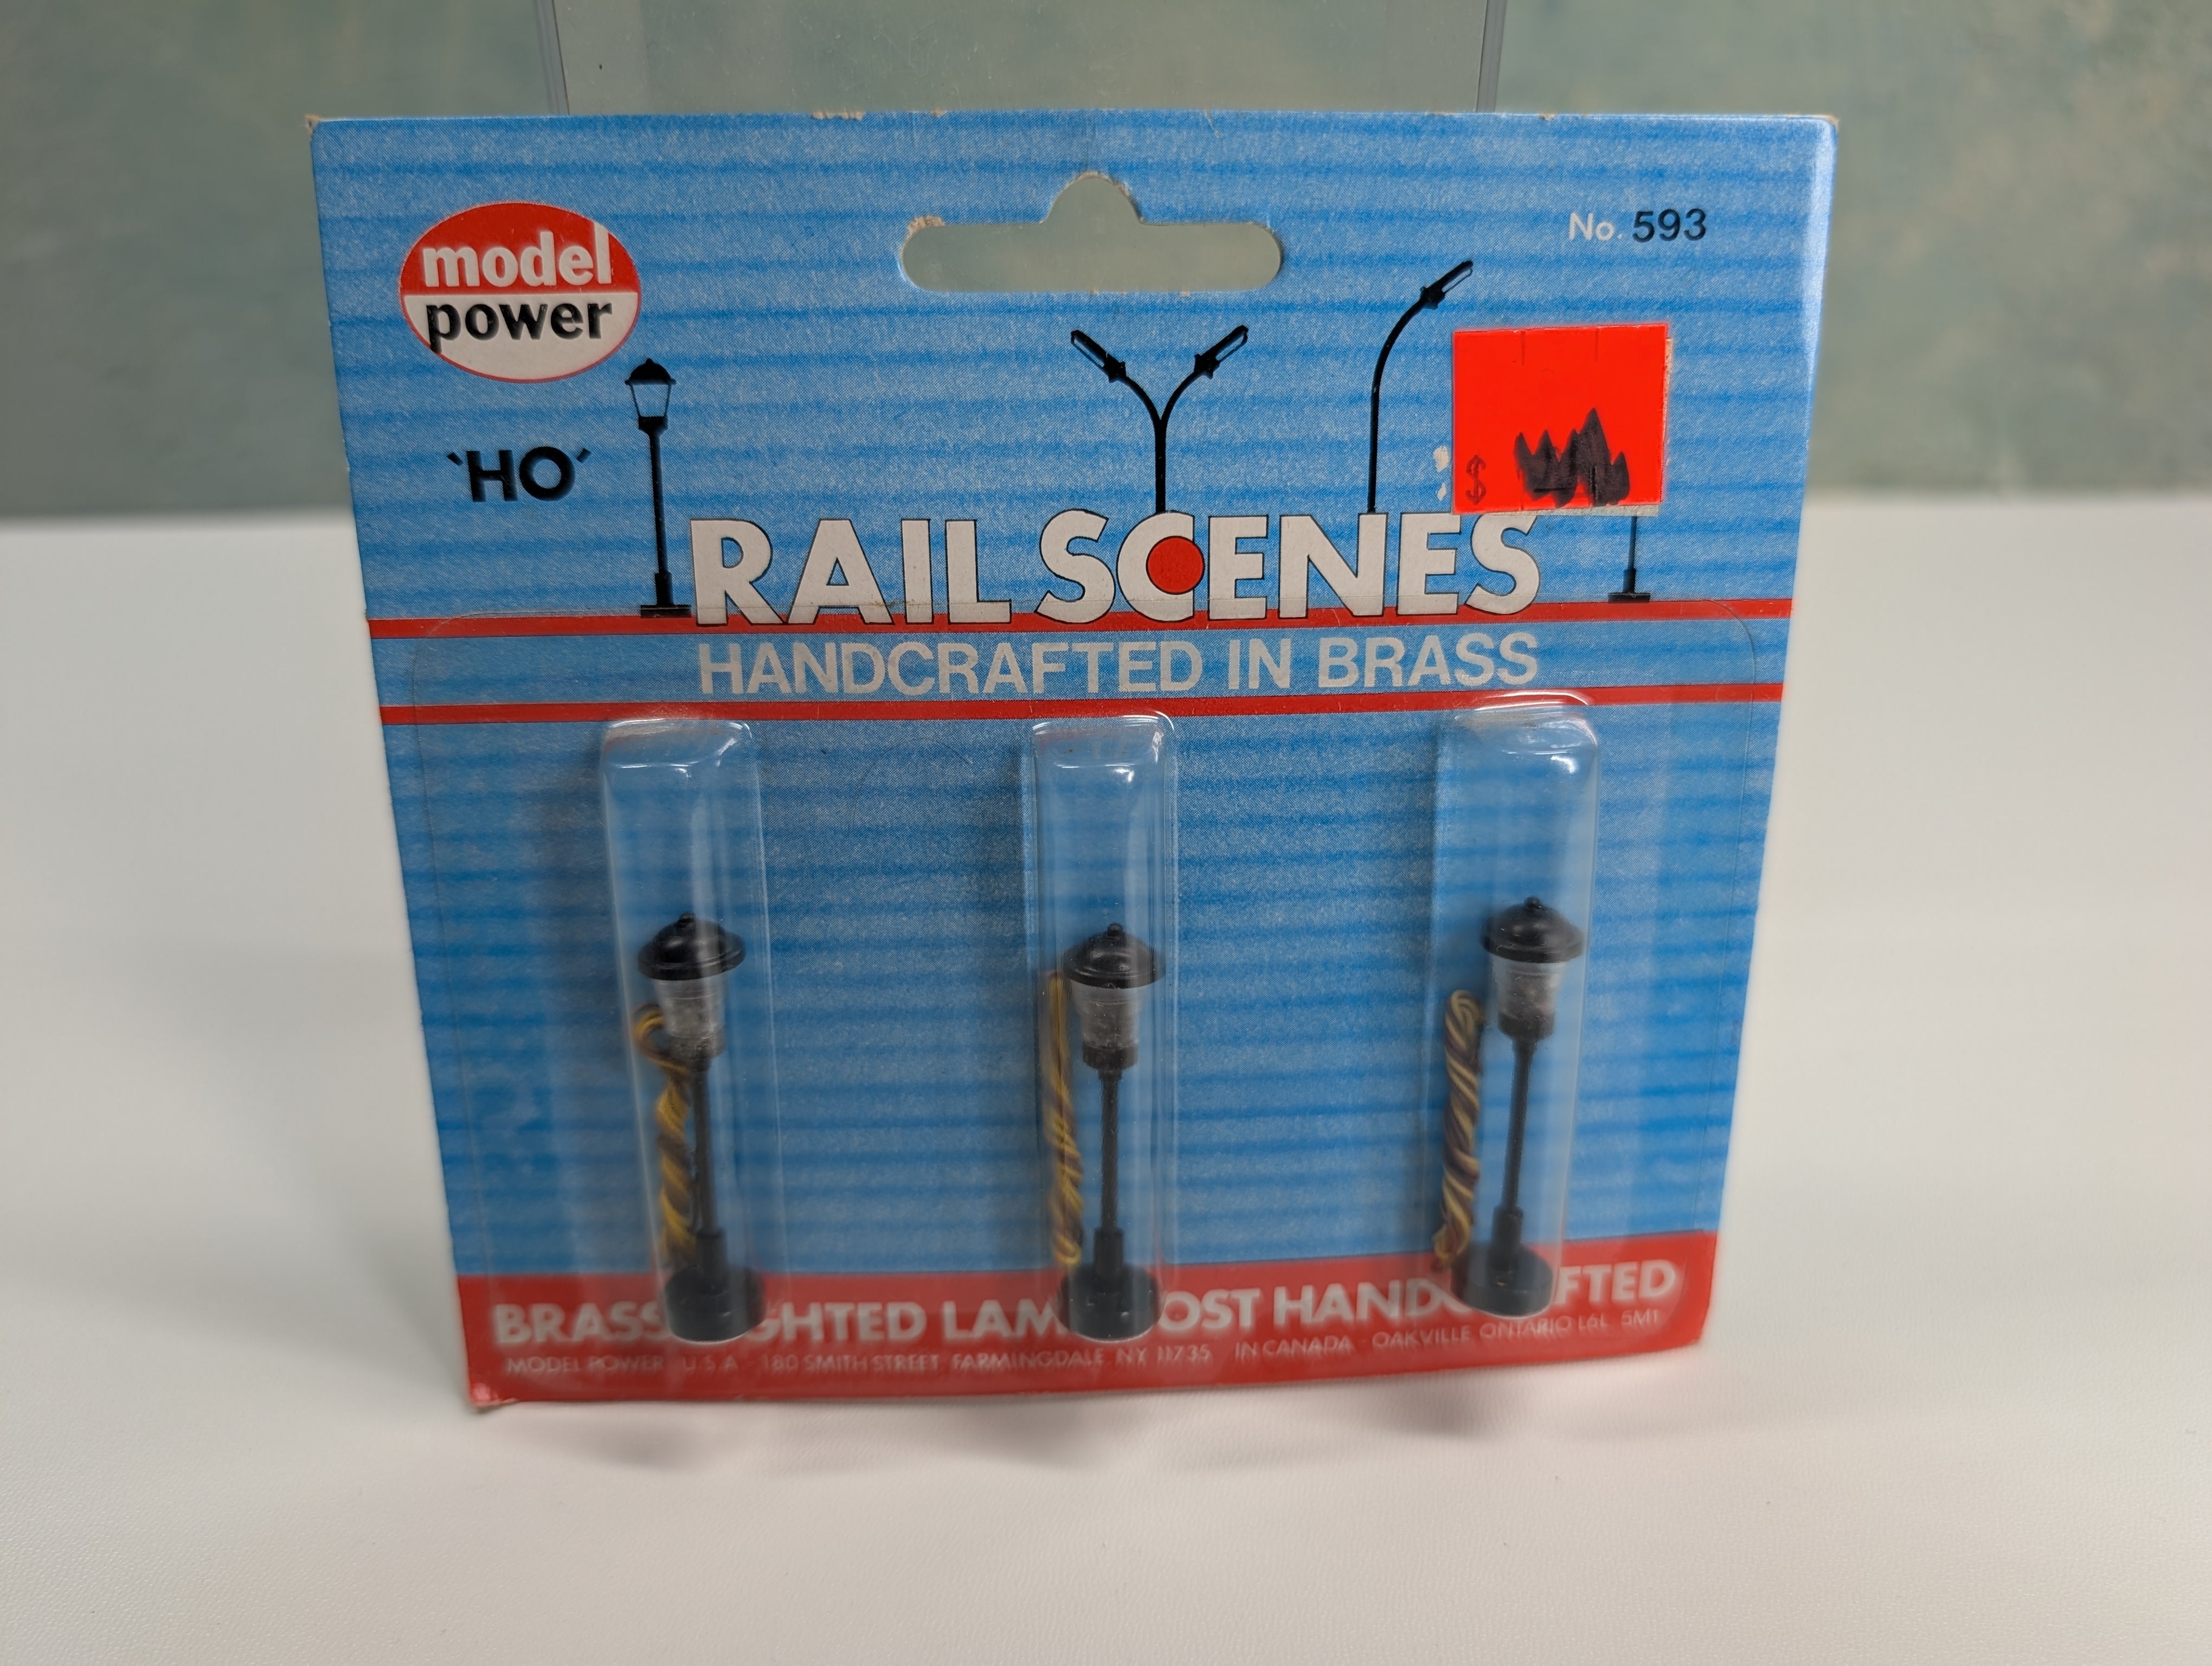 No. 593
model
power
'HO'
$
RAIL SCENES
HANDCRAFTED IN BRASS
BRASS GHTED LAM OST HANDC FTED
MODEL POWER U.S.A - 180 SMITH STREET FARMINGDALE NY 11735 IN CANADA - OAKVILLE ONTARIO L6L 5M1